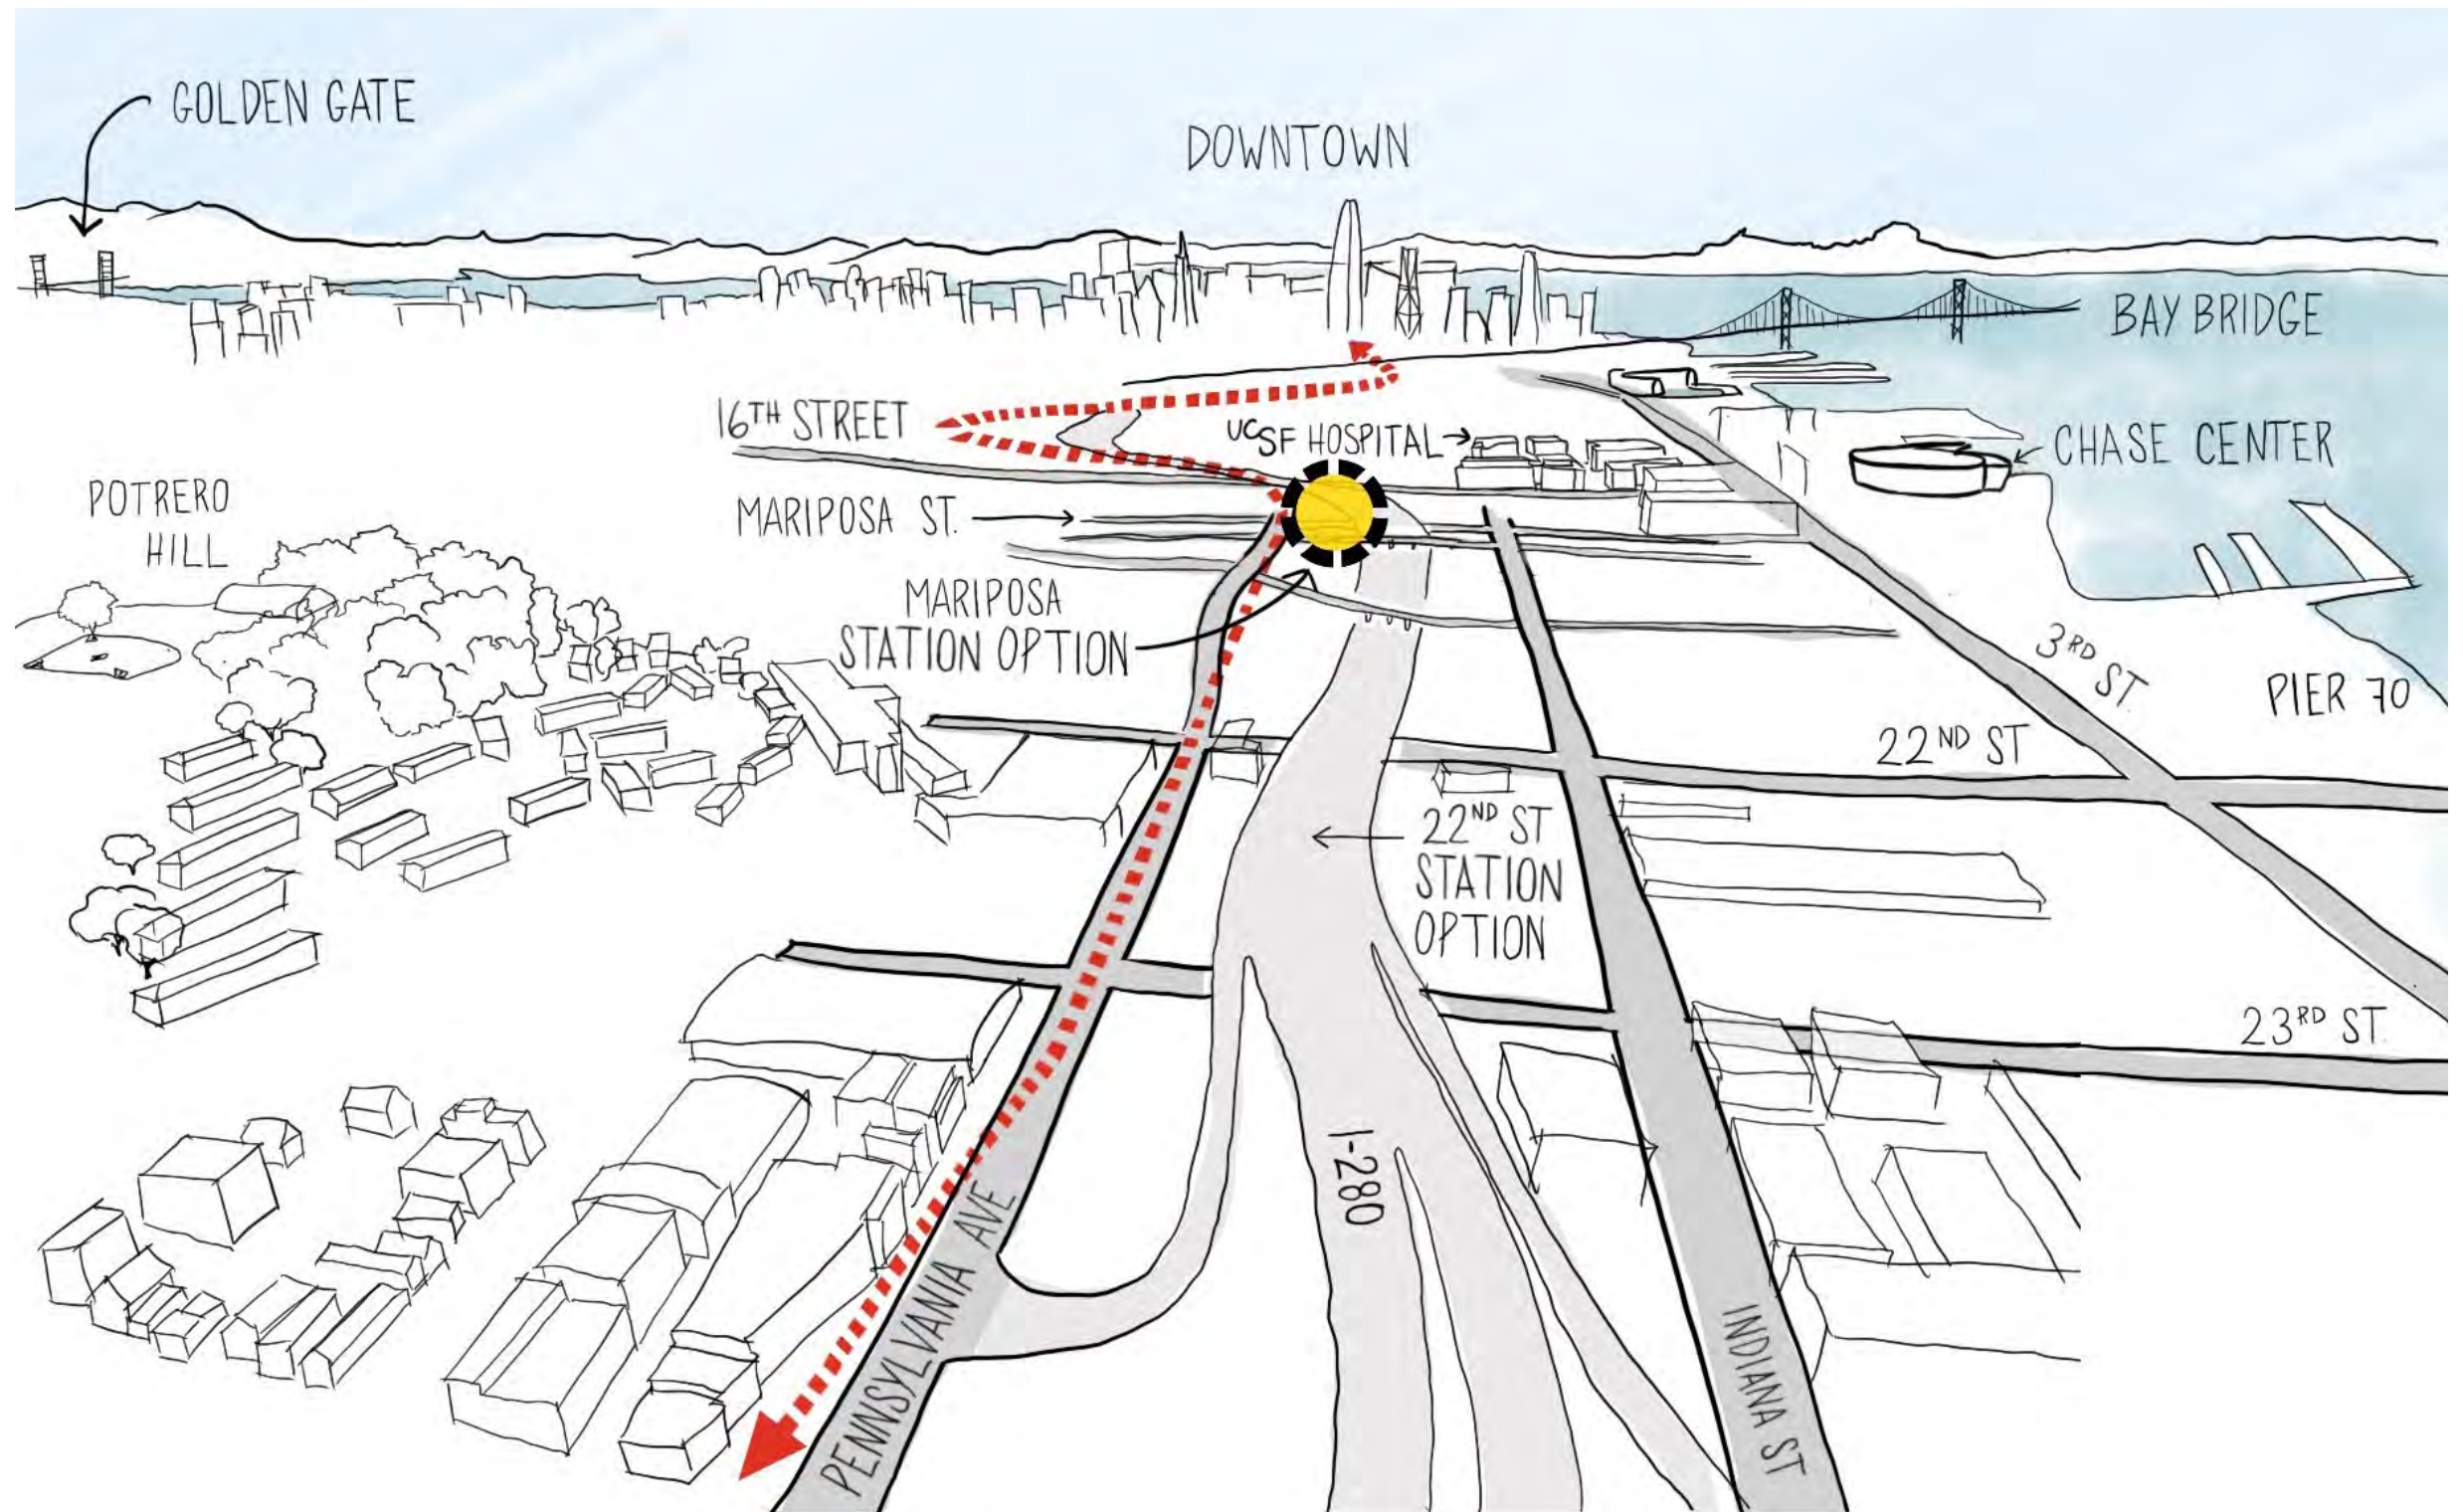 GOLDEN GATE
DOWNTOWN
BAY BRIDGE
16TH STREET
UCSF HOSPITAL
CHASE CENTER
POTRERO
HILL
MARIPOSA ST.
MARIPOSA
STATION OPTION
3RD ST.
PIER 70
22ND ST
22ND ST
STATION
OPTION
23RD ST.
I-280
PENNSYLVANIA AVE
INDIANA ST